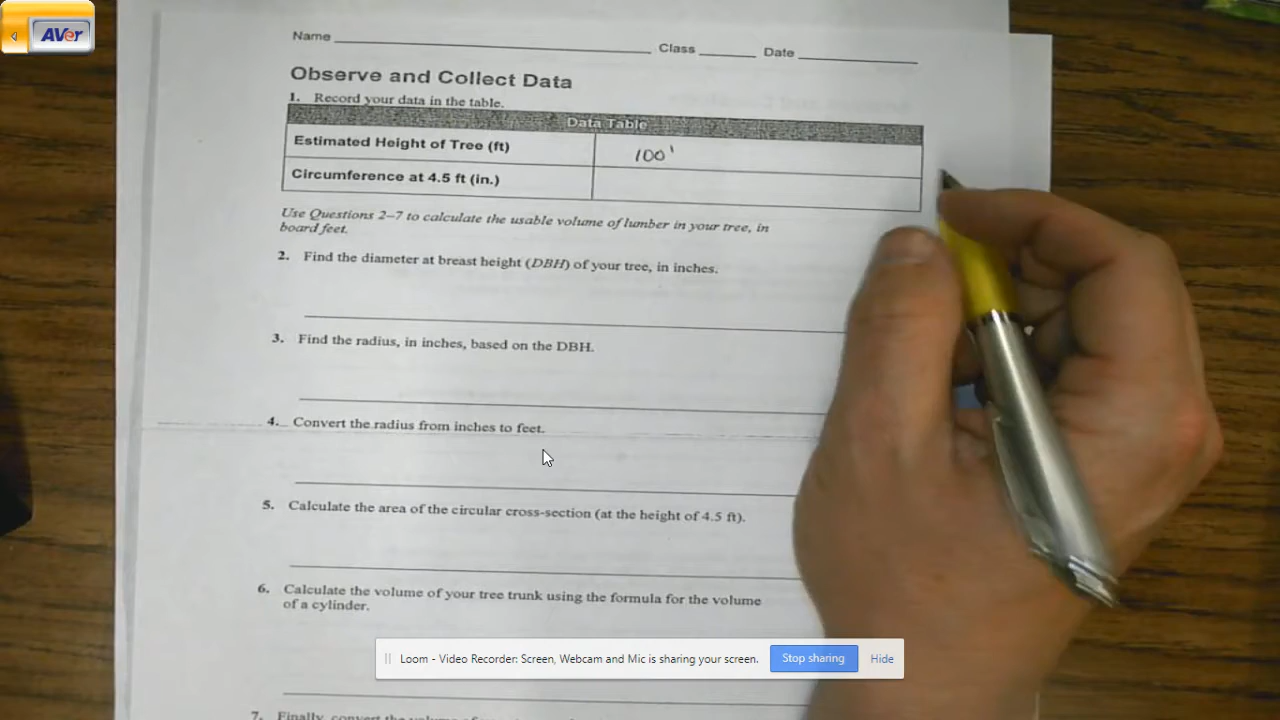 AVer
Name Class Date
Observe and Collect Data
1. Record your data in the table.
Data Table
Estimated Height of Tree (ft) 100'
Circumference at 4.5 ft (in.)
Use Questions 2–7 to calculate the usable volume of lumber in your tree, in
board feet.
2. Find the diameter at breast height (DBH) of your tree, in inches.
3. Find the radius, in inches, based on the DBH.
4. Convert the radius from inches to feet.
5. Calculate the area of the circular cross-section (at the height of 4.5 ft).
6. Calculate the volume of your tree trunk using the formula for the volume
of a cylinder.
Loom - Video Recorder: Screen, Webcam and Mic is sharing your screen. Stop sharing Hide
7. Finally, convert the volume of